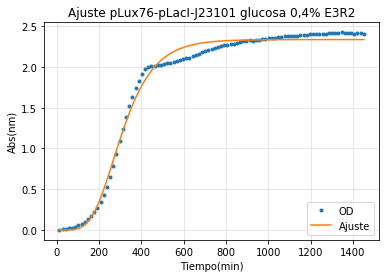 Ajuste pLux76-pLacI-J23101 glucosa 0,4% E3R2
Abs(nm)
2.5
2.0
1.5
1.0
0.5
0.0
OD
Ajuste
0 200 400 600 800 1000 1200 1400
Tiempo(min)